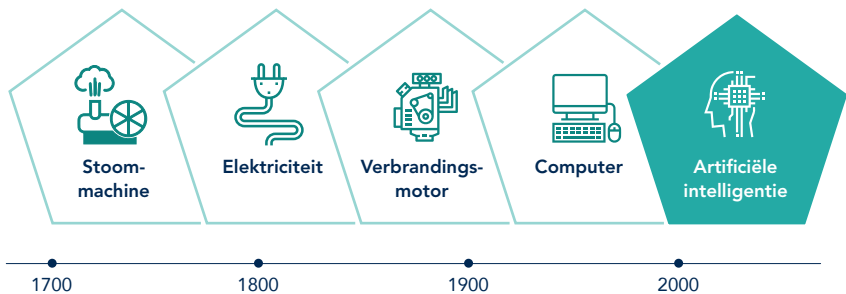 Stoom-
machine
Elektriciteit
Verbrandings-
motor
Computer
Artificiële
intelligentie
1700
1800
1900
2000